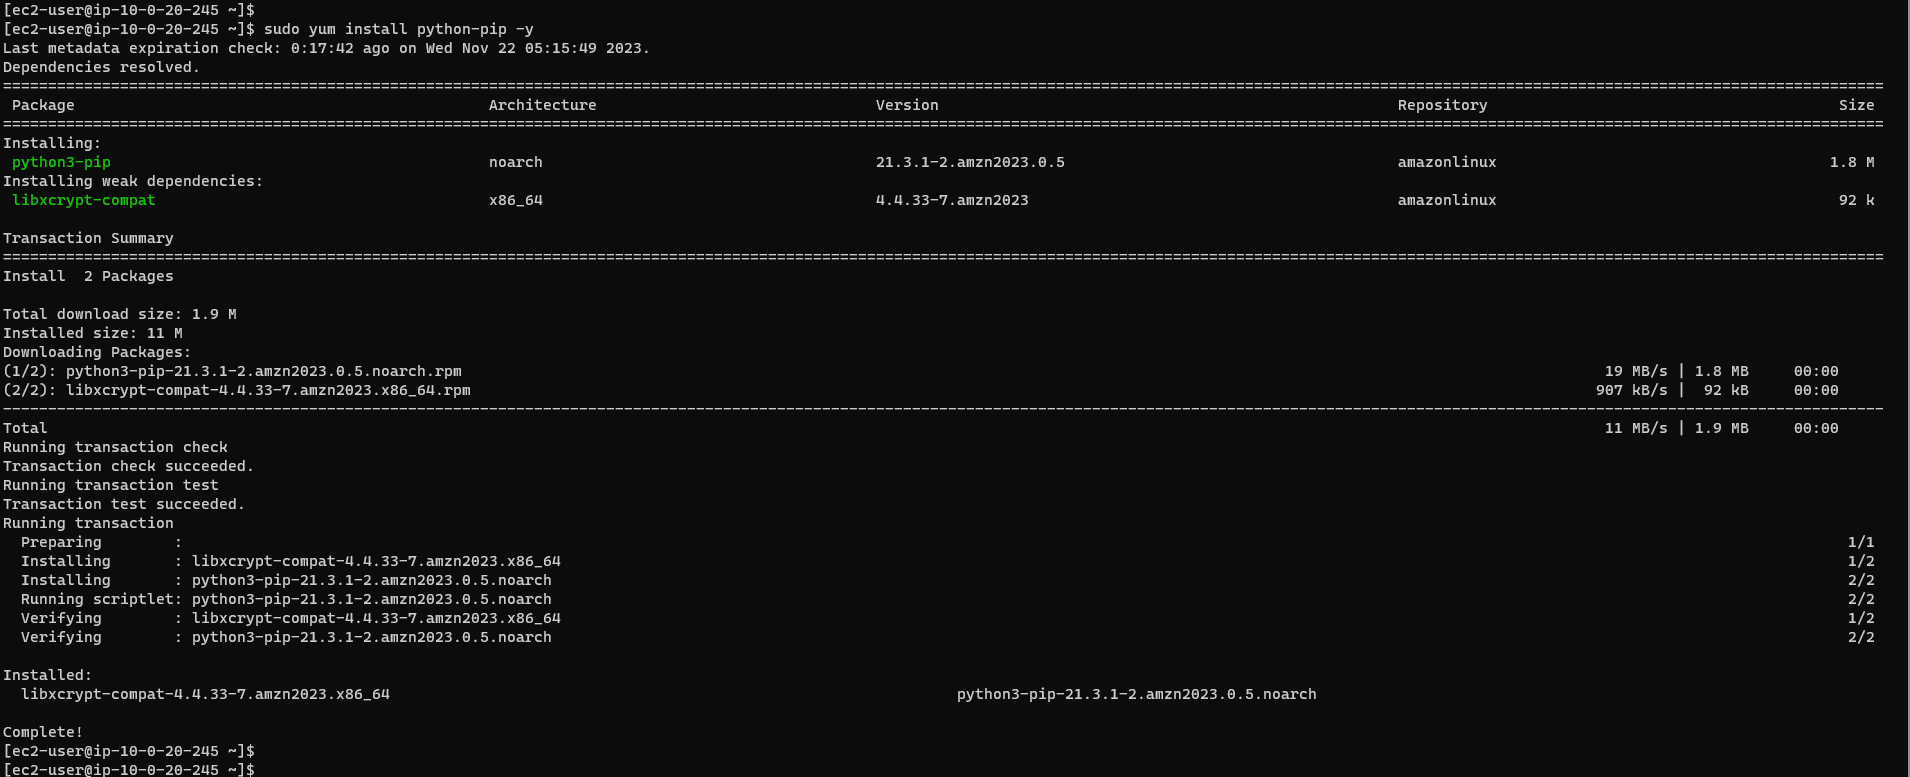 [ec2-user@ip-10-0-20-245 ~]$
[ec2-user@ip-10-0-20-245 ~]$ sudo yum install python-pip -y
Last metadata expiration check: 0:17:42 ago on Wed Nov 22 05:15:49 2023.
Dependencies resolved.
================================================================================
Package Architecture Version Repository Size
================================================================================
Installing:
python3-pip noarch 21.3.1-2.amzn2023.0.5 amazonlinux 1.8 M
Installing weak dependencies:
libxcrypt-compat x86_64 4.4.33-7.amzn2023 amazonlinux 92 k
Transaction Summary
================================================================================
Install  2 Packages
Total download size: 1.9 M
Installed size: 11 M
Downloading Packages:
(1/2): python3-pip-21.3.1-2.amzn2023.0.5.noarch.rpm 19 MB/s | 1.8 MB 00:00
(2/2): libxcrypt-compat-4.4.33-7.amzn2023.x86_64.rpm 907 kB/s | 92 kB 00:00
--------------------------------------------------------------------------------
Total 11 MB/s | 1.9 MB 00:00
Running transaction check
Transaction check succeeded.
Running transaction test
Transaction test succeeded.
Running transaction
Preparing : 1/1
Installing : libxcrypt-compat-4.4.33-7.amzn2023.x86_64 1/2
Installing : python3-pip-21.3.1-2.amzn2023.0.5.noarch 2/2
Running scriptlet: python3-pip-21.3.1-2.amzn2023.0.5.noarch 2/2
Verifying : libxcrypt-compat-4.4.33-7.amzn2023.x86_64 1/2
Verifying : python3-pip-21.3.1-2.amzn2023.0.5.noarch 2/2
Installed:
libxcrypt-compat-4.4.33-7.amzn2023.x86_64 python3-pip-21.3.1-2.amzn2023.0.5.noarch
Complete!
[ec2-user@ip-10-0-20-245 ~]$
[ec2-user@ip-10-0-20-245 ~]$